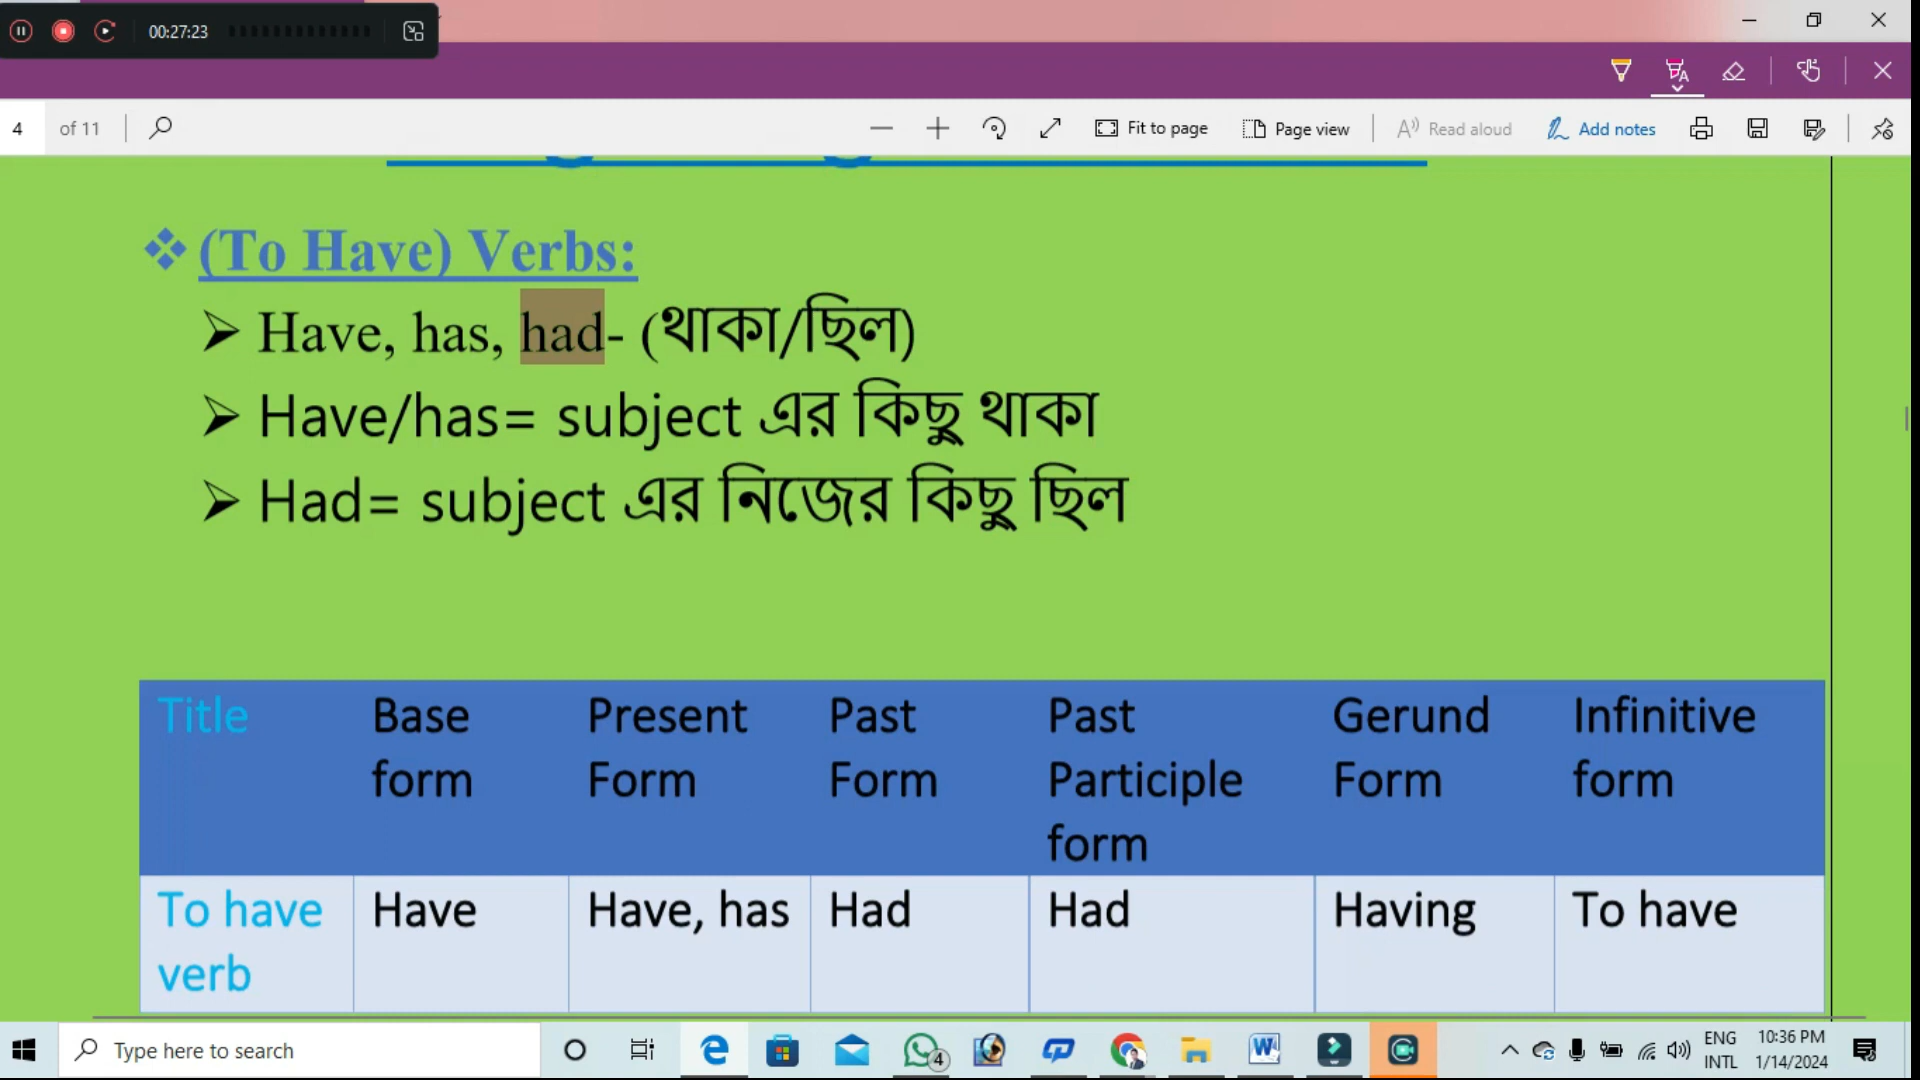 00:27:23
4 of 11
Fit to page
Page view
Read aloud
Add notes
(To Have) Verbs:
Have, has, had- (থাকা/ছিল)
Have/has= subject এর কিছু থাকা
Had= subject এর নিজের কিছু ছিল
Title Base form Present Form Past Form Past Participle form Gerund Form Infinitive form
To have verb Have Have, has Had Had Having To have
Type here to search
4
ENG
INTL
10:36 PM
1/14/2024